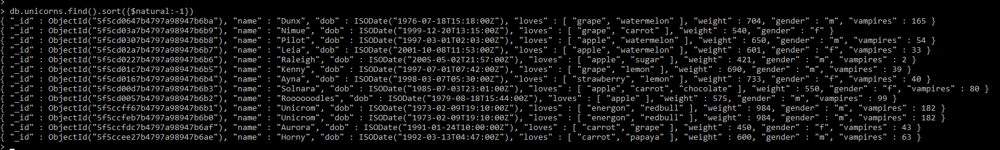 >
> db.unicorns.find().sort({$natural:-1})
{ "_id" : ObjectId("5f5cd0647b4797a98947b6ba"), "name" : "Dunx", "dob" : ISODate("1976-07-18T15:18:00Z"), "loves" : [ "grape", "watermelon" ], "weight" : 704, "gender" : "m", "vampires" : 165 }
{ "_id" : ObjectId("5f5cd03a7b4797a98947b6b9"), "name" : "Nimue", "dob" : ISODate("1999-12-20T13:15:00Z"), "loves" : [ "grape", "carrot" ], "weight" : 540, "gender" : "f" }
{ "_id" : ObjectId("5f5cd0307b4797a98947b6b8"), "name" : "Pilot", "dob" : ISODate("1997-03-01T02:03:00Z"), "loves" : [ "apple", "watermelon" ], "weight" : 650, "gender" : "m", "vampires" : 54 }
{ "_id" : ObjectId("5f5cd02a7b4797a98947b6b7"), "name" : "Leia", "dob" : ISODate("2001-10-08T11:53:00Z"), "loves" : [ "apple", "watermelon" ], "weight" : 601, "gender" : "f", "vampires" : 33 }
{ "_id" : ObjectId("5f5cd0227b4797a98947b6b6"), "name" : "Raleigh", "dob" : ISODate("2005-05-02T21:57:00Z"), "loves" : [ "apple", "sugar" ], "weight" : 421, "gender" : "m", "vampires" : 2 }
{ "_id" : ObjectId("5f5cd01c7b4797a98947b6b5"), "name" : "Kenny", "dob" : ISODate("1997-07-01T07:42:00Z"), "loves" : [ "grape", "lemon" ], "weight" : 690, "gender" : "m", "vampires" : 39 }
{ "_id" : ObjectId("5f5cd0167b4797a98947b6b4"), "name" : "Ayna", "dob" : ISODate("1998-03-07T05:30:00Z"), "loves" : [ "strawberry", "lemon" ], "weight" : 733, "gender" : "f", "vampires" : 40 }
{ "_id" : ObjectId("5f5cd00d7b4797a98947b6b3"), "name" : "Solnara", "dob" : ISODate("1985-07-03T23:01:00Z"), "loves" : [ "apple", "carrot", "chocolate" ], "weight" : 550, "gender" : "f", "vampires" : 80 }
{ "_id" : ObjectId("5f5cd0057b4797a98947b6b2"), "name" : "Roooooodles", "dob" : ISODate("1979-08-18T15:44:00Z"), "loves" : [ "apple" ], "weight" : 575, "gender" : "m", "vampires" : 99 }
{ "_id" : ObjectId("5f5ccff67b4797a98947b6b1"), "name" : "Unicrom", "dob" : ISODate("1973-02-09T19:10:00Z"), "loves" : [ "energon", "redbull" ], "weight" : 984, "gender" : "m", "vampires" : 182 }
{ "_id" : ObjectId("5f5ccfeb7b4797a98947b6b0"), "name" : "Unicrom", "dob" : ISODate("1973-02-09T19:10:00Z"), "loves" : [ "energon", "redbull" ], "weight" : 984, "gender" : "m", "vampires" : 182 }
{ "_id" : ObjectId("5f5ccfdc7b4797a98947b6af"), "name" : "Aurora", "dob" : ISODate("1991-01-24T10:00:00Z"), "loves" : [ "carrot", "grape" ], "weight" : 450, "gender" : "f", "vampires" : 43 }
{ "_id" : ObjectId("5f5ccee27b4797a98947b6ae"), "name" : "Horny", "dob" : ISODate("1992-03-13T04:47:00Z"), "loves" : [ "carrot", "papaya" ], "weight" : 600, "gender" : "m", "vampires" : 63 }
>